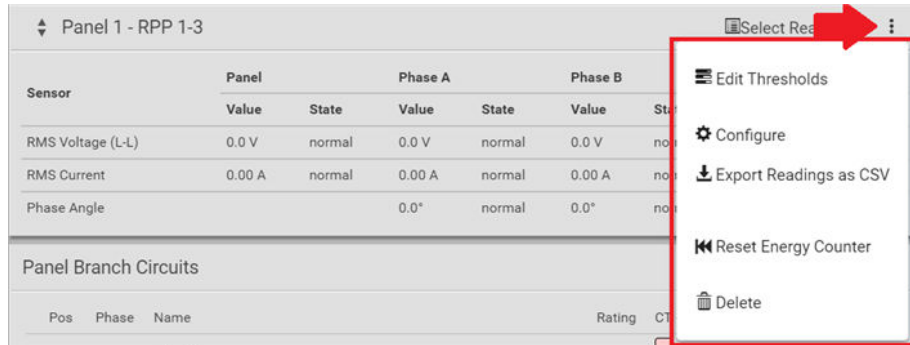 Panel 1 - RPP 1-3 Select Rea
Edit Thresholds
Configure
Export Readings as CSV
Reset Energy Counter
Delete
Sensor Panel Phase A Phase B
Value State Value State Value
RMS Voltage (L-L) 0.0 V normal 0.0 V normal 0.0 V
RMS Current 0.00 A normal 0.00 A normal 0.00 A
Phase Angle 0.0° normal 0.0°
Panel Branch Circuits
Pos Phase Name Rating CT